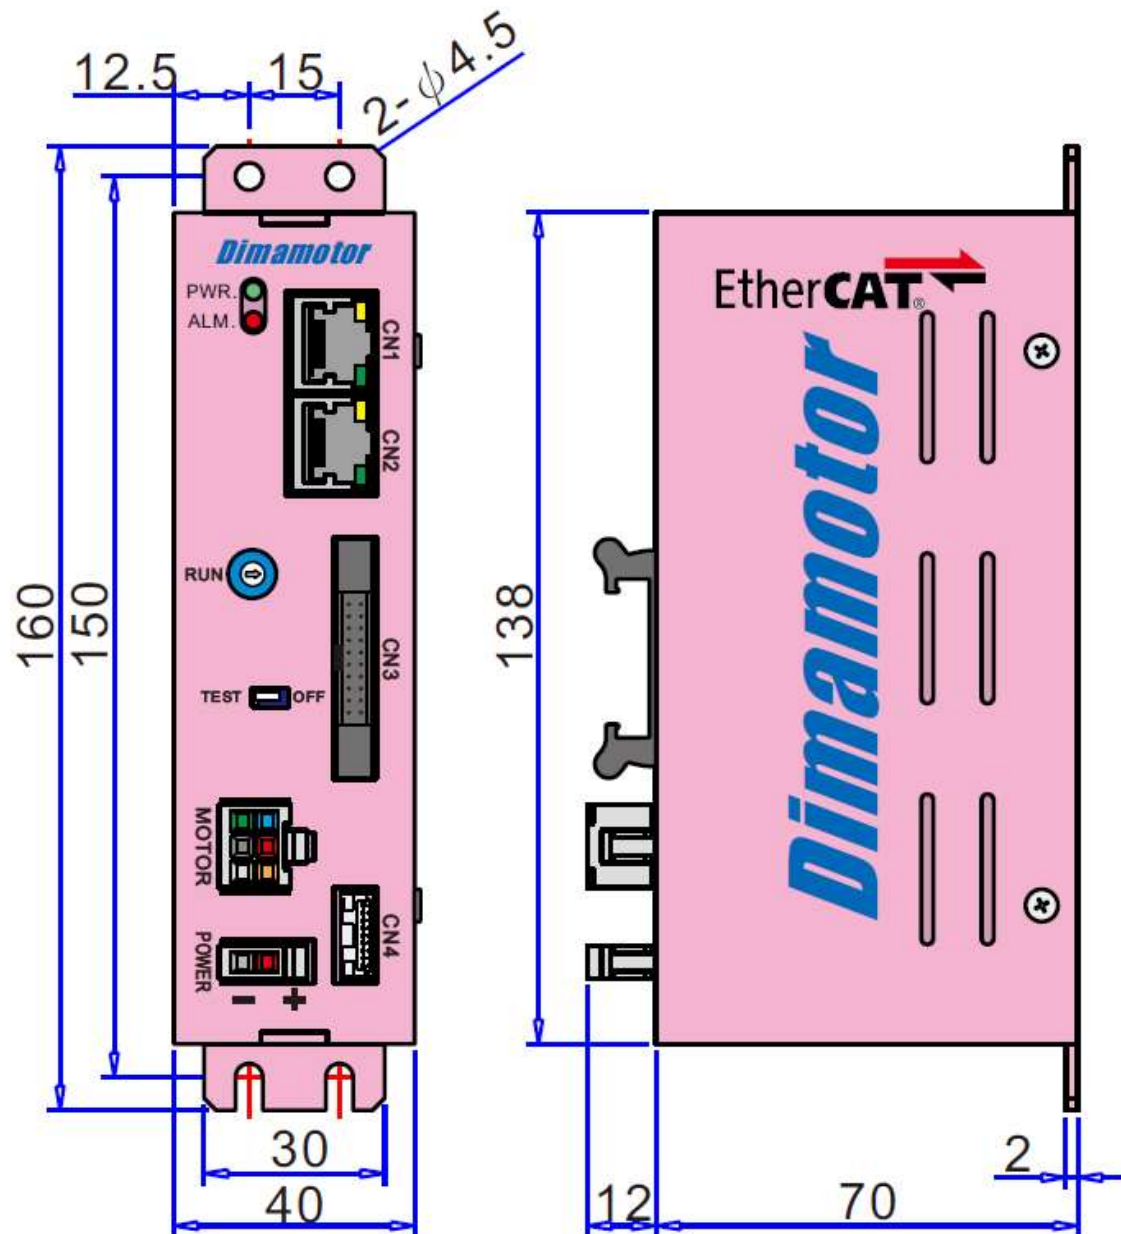 12.5
15
2-ϕ4.5
Dimamotor
PWR.
ALM.
CN1
CN2
RUN
CN3
TEST
OFF
MOTOR
CN4
POWER
− +
160
150
30
40
EtherCAT®
Dimamotor
138
12
70
2